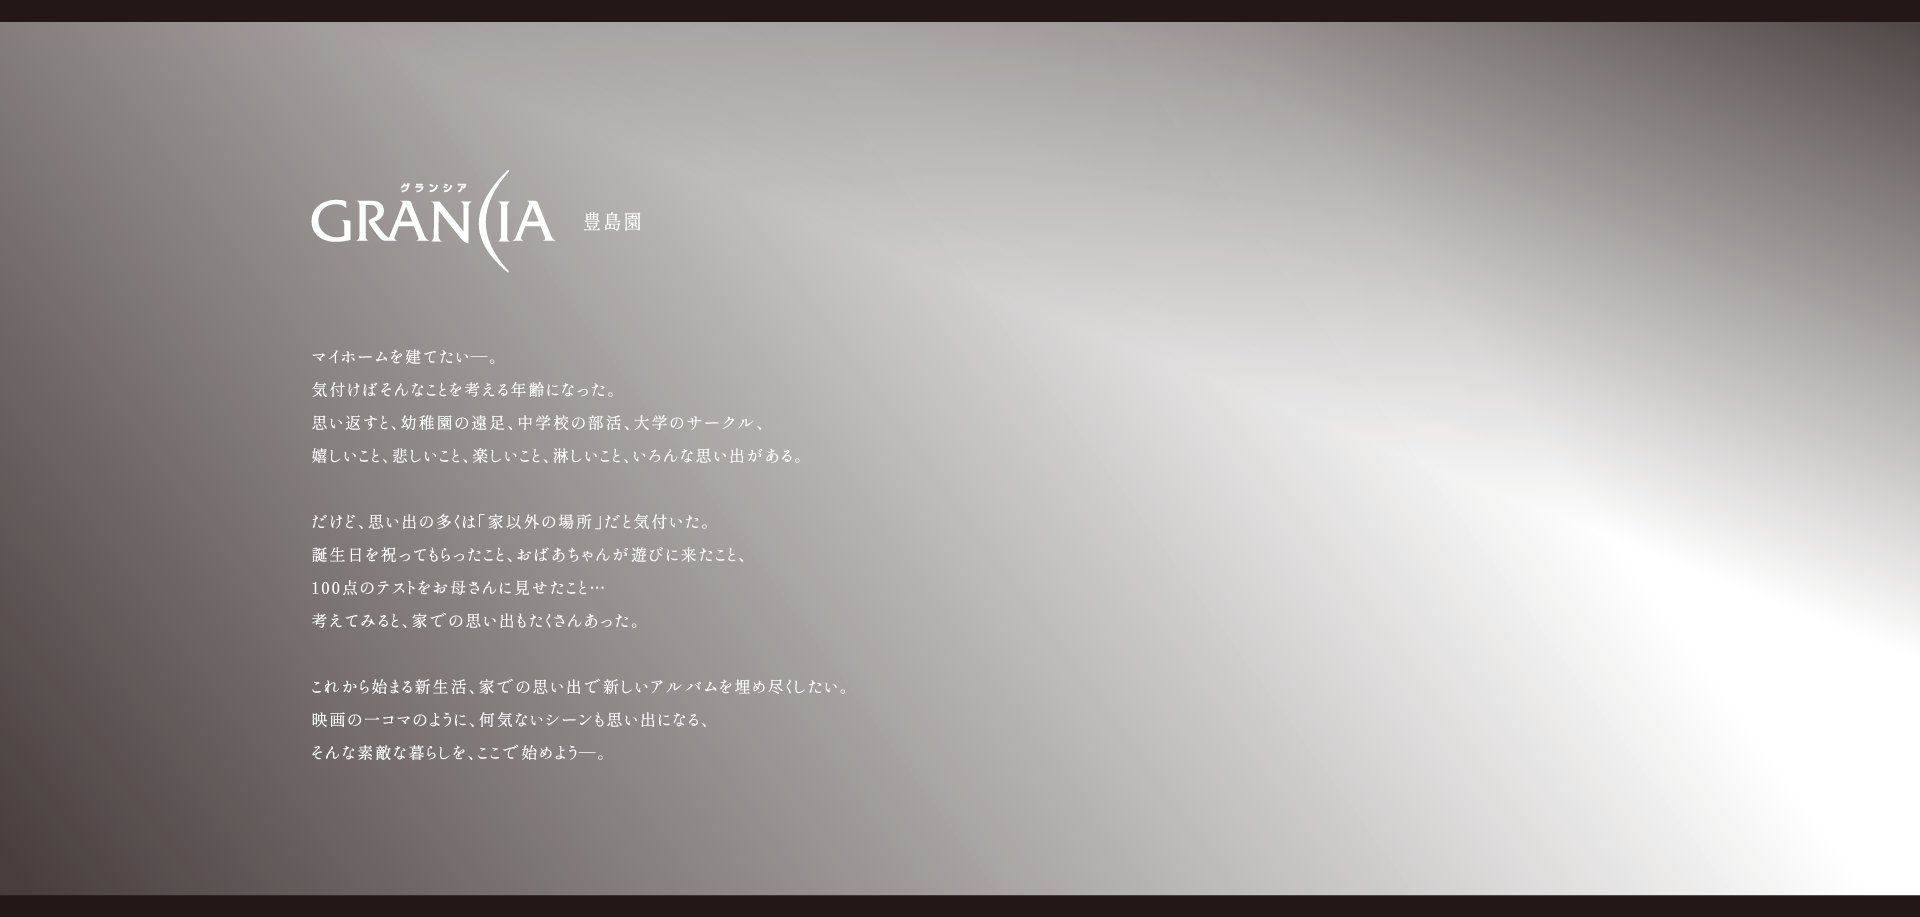 グランシア
GRANCIA 豊島園
マイホームを建てたい―。
気付けばそんなことを考える年齢になった。
思い返すと、幼稚園の遠足、中学校の部活、大学のサークル、
嬉しいこと、悲しいこと、楽しいこと、淋しいこと、いろんな思い出がある。
だけど、思い出の多くは「家以外の場所」だと気付いた。
誕生日を祝ってもらったこと、おばあちゃんが遊びに来たこと、
100点のテストをお母さんに見せたこと…
考えてみると、家での思い出もたくさんあった。
これから始まる新生活、家での思い出で新しいアルバムを埋め尽くしたい。
映画の一コマのように、何気ないシーンも思い出になる、
そんな素敵な暮らしを、ここで始めよう―。